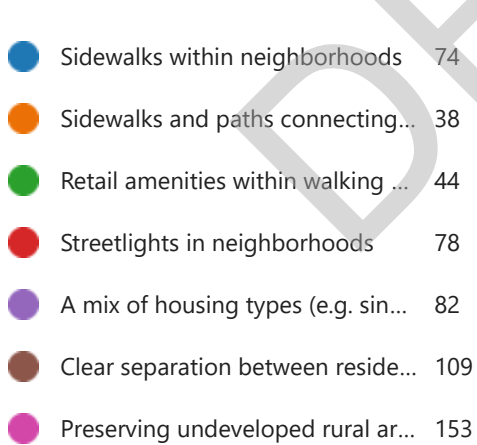 Sidewalks within neighborhoods 74
Sidewalks and paths connecting... 38
Retail amenities within walking ... 44
Streetlights in neighborhoods 78
A mix of housing types (e.g. sin... 82
Clear separation between reside... 109
Preserving undeveloped rural ar... 153